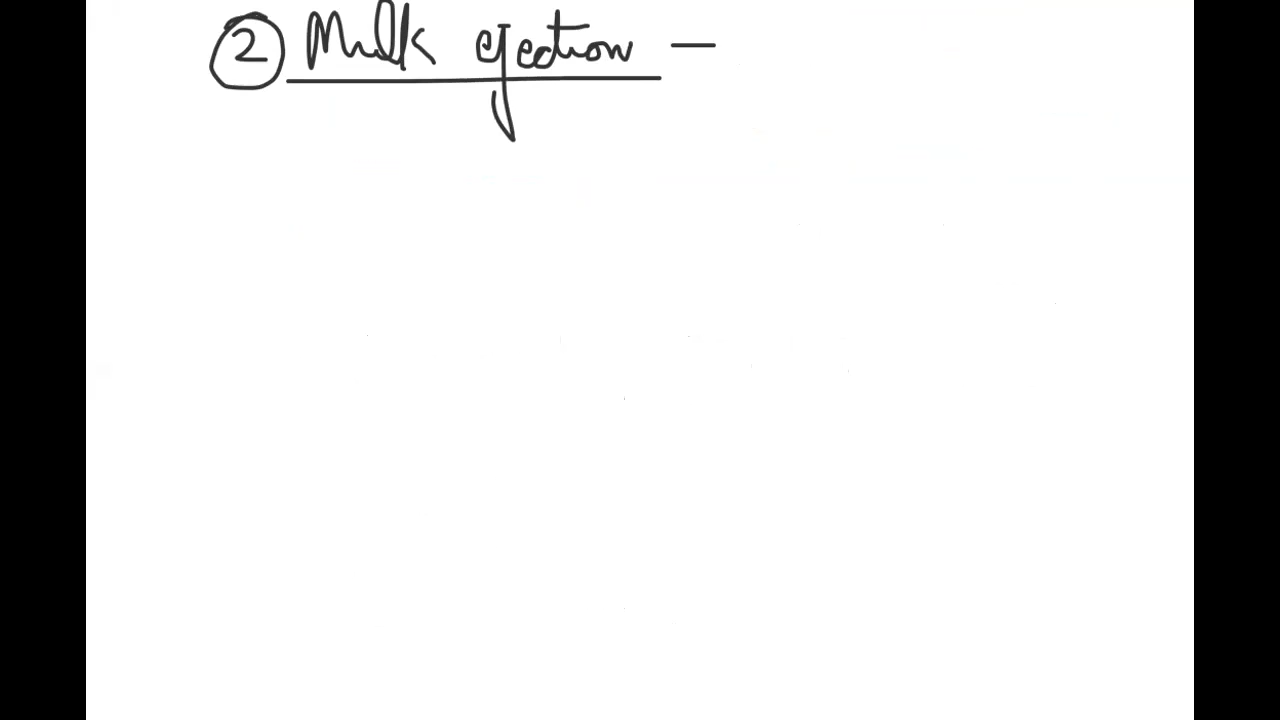 ② Milk ejection —